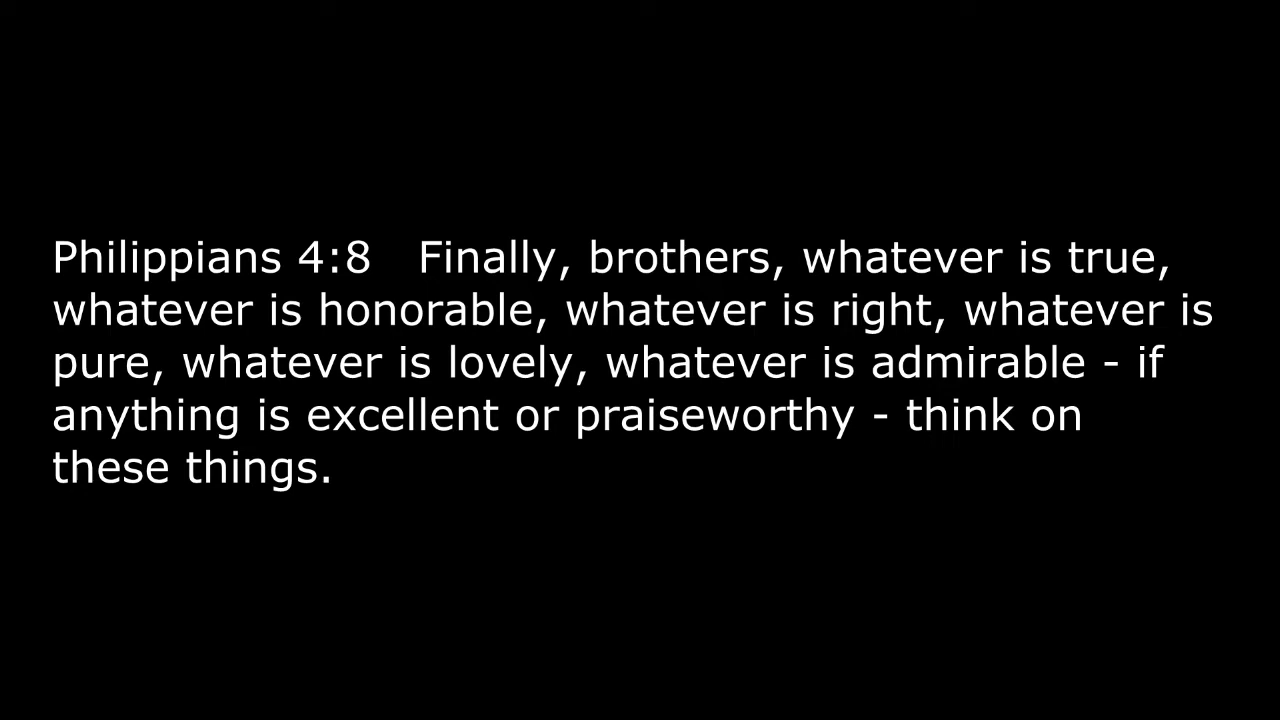 Philippians 4:8   Finally, brothers, whatever is true,
whatever is honorable, whatever is right, whatever is
pure, whatever is lovely, whatever is admirable - if
anything is excellent or praiseworthy - think on
these things.